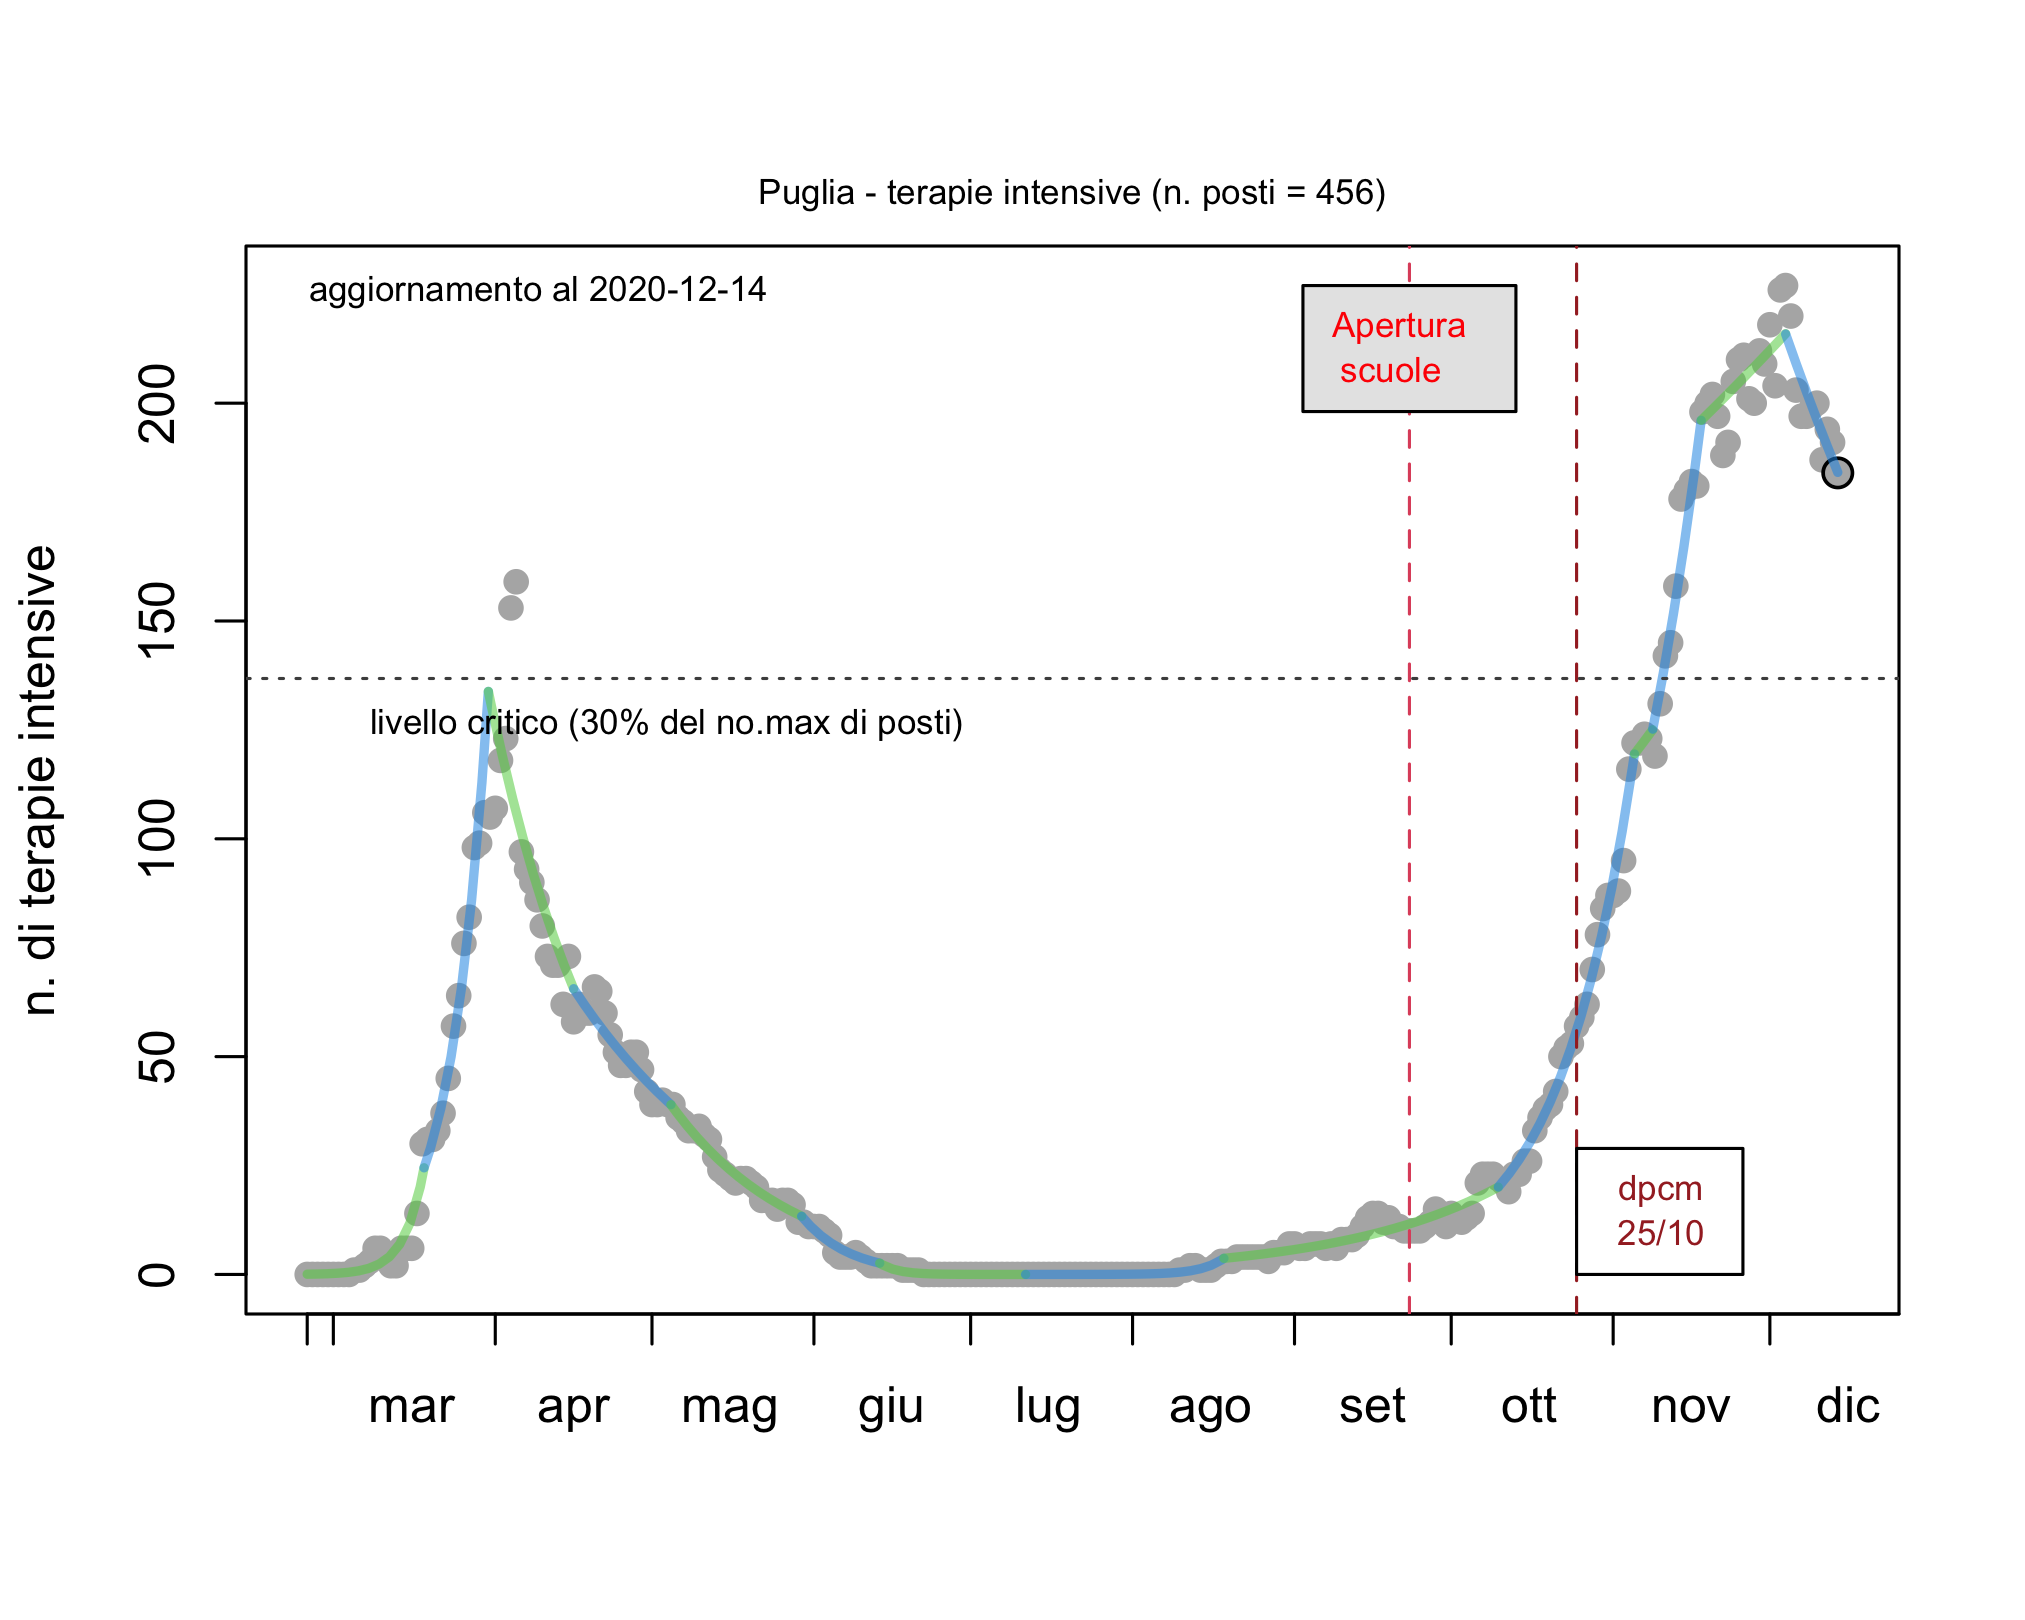 Puglia - terapie intensive (n. posti = 456)
aggiornamento al 2020-12-14
Apertura
scuole
livello critico (30% del no.max di posti)
dpcm
25/10
n. di terapie intensive
200
150
100
50
0
mar apr mag giu lug ago set ott nov dic